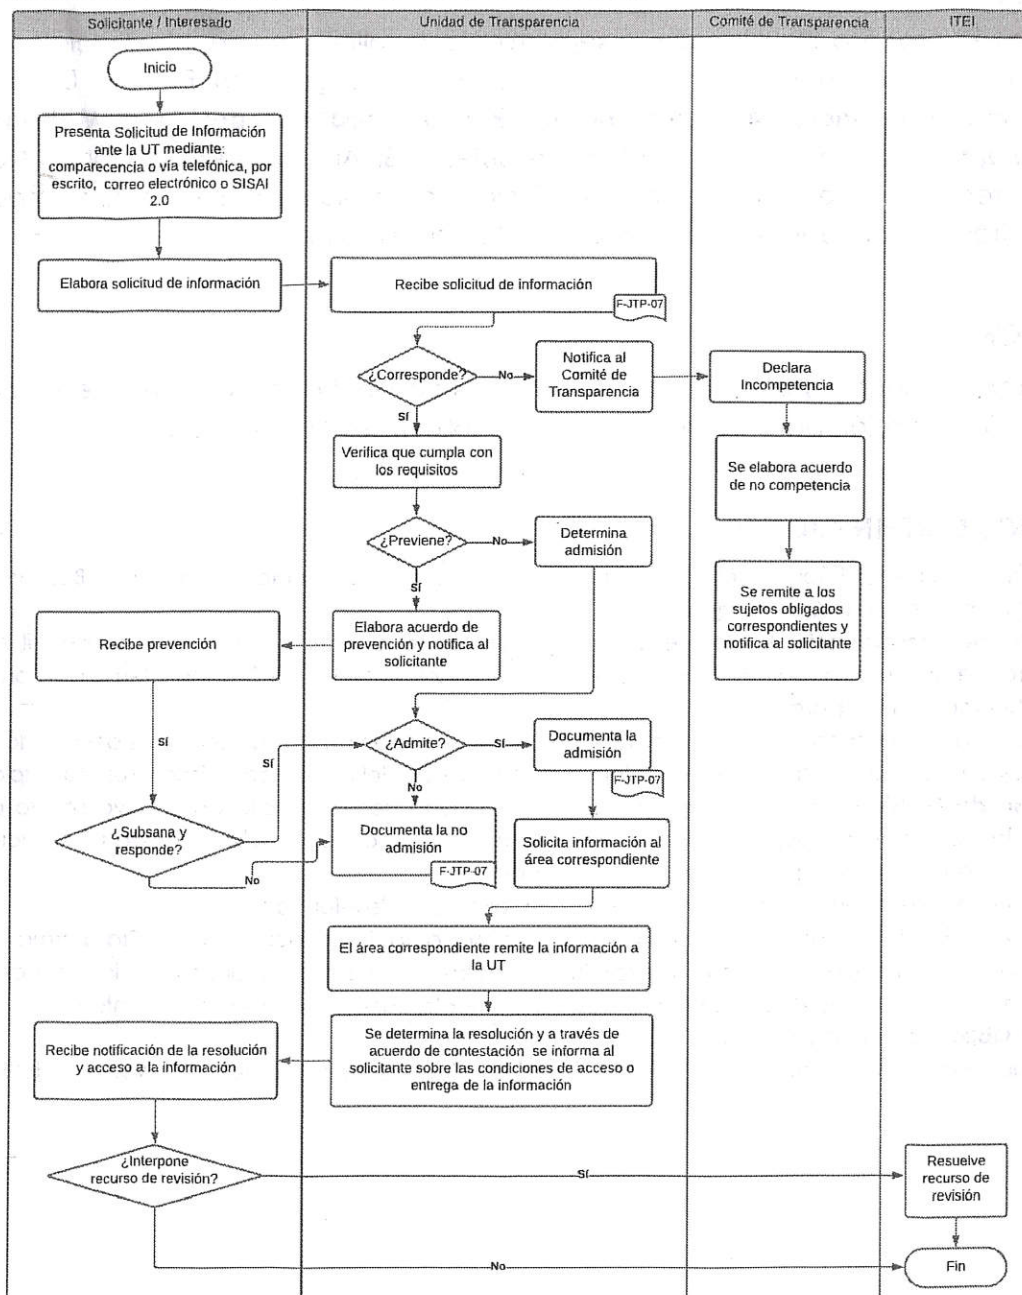 Solicitante / Interesado
Unidad de Transparencia
Comité de Transparencia
ITEI
Inicio
Presenta Solicitud de Información
ante la UT mediante:
comparecencia o vía telefónica, por
escrito, correo electrónico o SISAI
2.0
Elabora solicitud de información
Recibe solicitud de información
F-JTP-07
¿Corresponde?
No
Notifica al
Comité de
Transparencia
Declara
Incompetencia
Sí
Verifica que cumpla con
los requisitos
Se elabora acuerdo
de no competencia
¿Previene?
No
Determina
admisión
Sí
Se remite a los
sujetos obligados
correspondientes y
notifica al solicitante
Elabora acuerdo de
prevención y notifica al
solicitante
Recibe prevención
Sí
Sí
¿Admite?
Sí
Documenta la
admisión
F-JTP-07
No
¿Subsana y
responde?
No
Documenta la no
admisión
F-JTP-07
Solicita información al
área correspondiente
El área correspondiente remite la información a
la UT
Se determina la resolución y a través de
acuerdo de contestación se informa al
solicitante sobre las condiciones de acceso o
entrega de la información
Recibe notificación de la resolución
y acceso a la información
¿Interpone
recurso de revisión?
Sí
Resuelve
recurso de
revisión
No
Fin